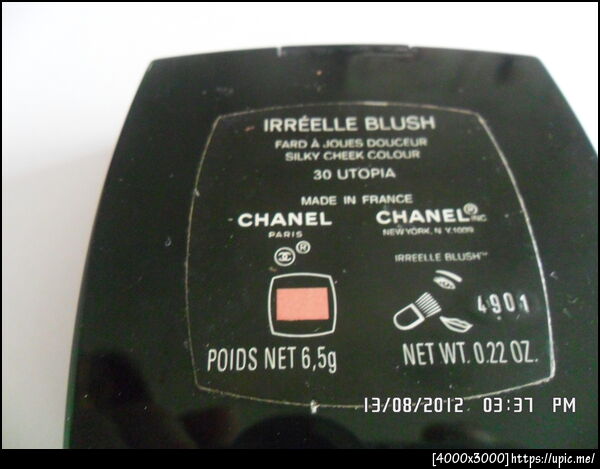 IRRÉELLE BLUSH
FARD À JOUES DOUCEUR
SILKY CHEEK COLOUR
30 UTOPIA
MADE IN FRANCE
CHANEL CHANEL® INC.
PARIS NEW YORK, N.Y. 10019
® IRREELLE BLUSH™
4901
POIDS NET 6,5g NET WT. 0.22 OZ.
13/08/2012 03:37 PM
[4000x3000]https://upic.me/